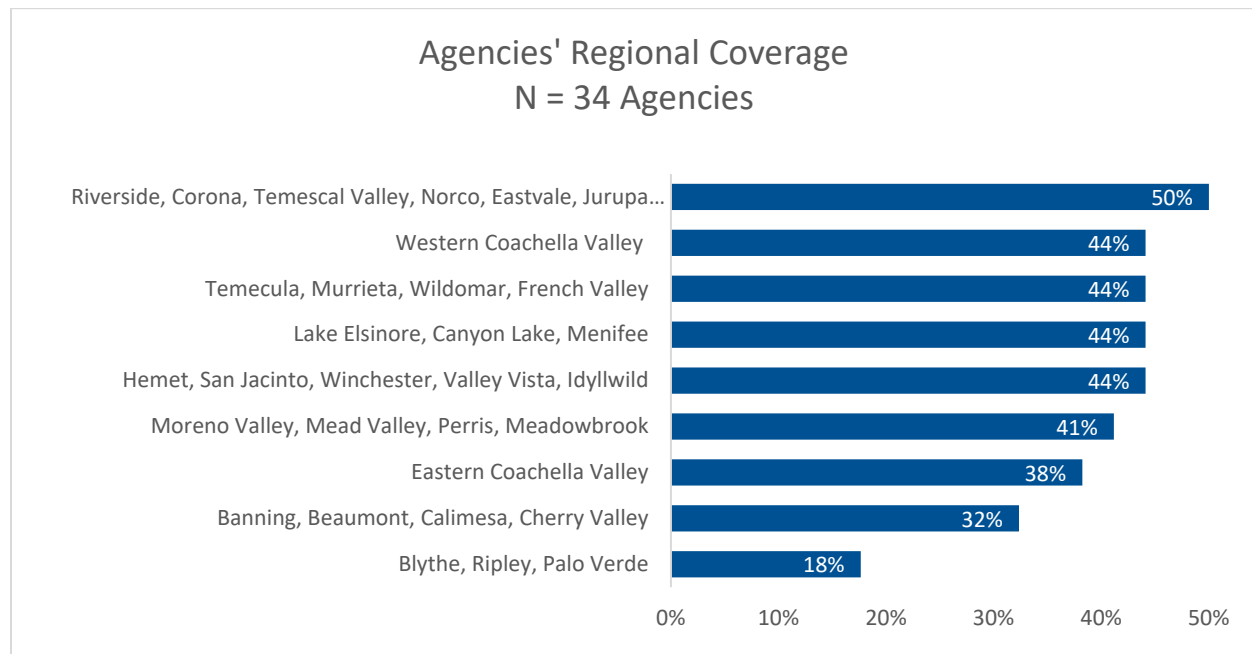 Agencies' Regional Coverage
N = 34 Agencies
Riverside, Corona, Temescal Valley, Norco, Eastvale, Jurupa... 50%
Western Coachella Valley 44%
Temecula, Murrieta, Wildomar, French Valley 44%
Lake Elsinore, Canyon Lake, Menifee 44%
Hemet, San Jacinto, Winchester, Valley Vista, Idyllwild 44%
Moreno Valley, Mead Valley, Perris, Meadowbrook 41%
Eastern Coachella Valley 38%
Banning, Beaumont, Calimesa, Cherry Valley 32%
Blythe, Ripley, Palo Verde 18%
0% 10% 20% 30% 40% 50%